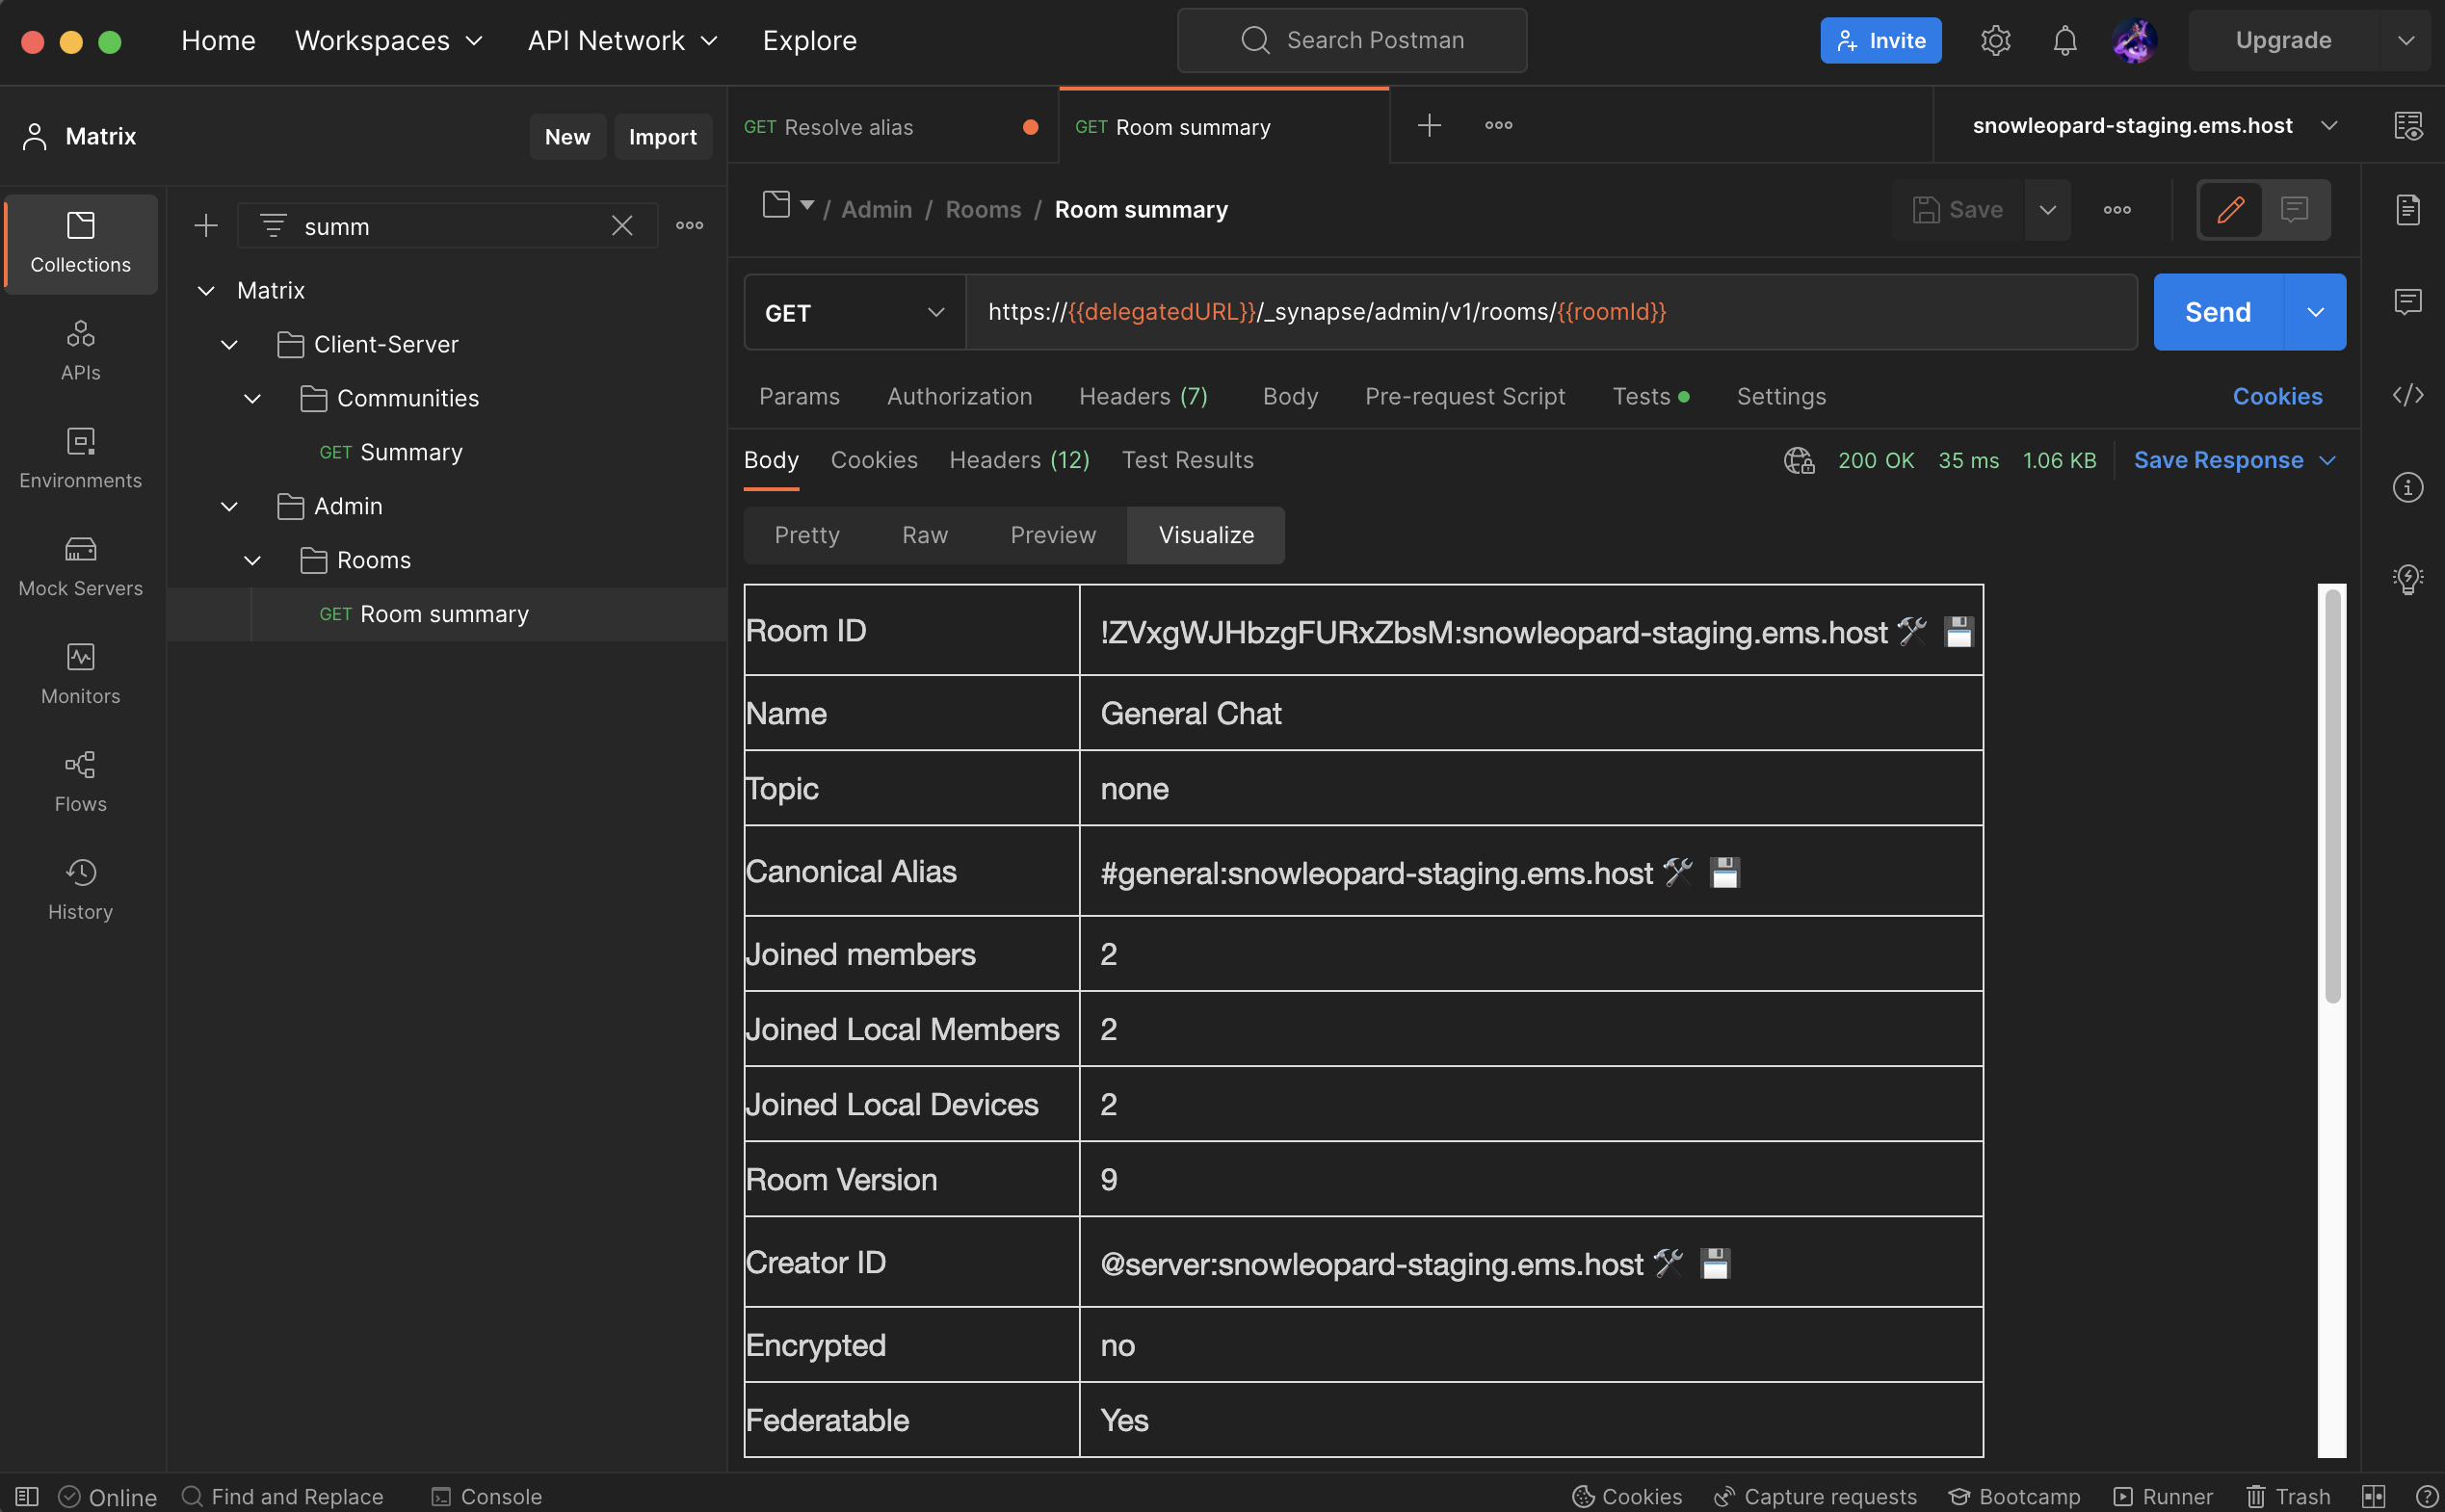 Home Workspaces API Network Explore Search Postman Invite Upgrade
Matrix New Import
GET Resolve alias GET Room summary ooo snowleopard-staging.ems.host
Collections
APIs
Environments
Mock Servers
Monitors
Flows
History
summ
Matrix
Client-Server
Communities
GET Summary
Admin
Rooms
GET Room summary
/ Admin / Rooms / Room summary Save
GET https://{{delegatedURL}}/_synapse/admin/v1/rooms/{{roomId}} Send
Params Authorization Headers (7) Body Pre-request Script Tests Settings Cookies
Body Cookies Headers (12) Test Results 200 OK 35 ms 1.06 KB Save Response
Pretty Raw Preview Visualize
Room ID !ZVxgWJHbzgFURxZbsM:snowleopard-staging.ems.host 🛠 💾
Name General Chat
Topic none
Canonical Alias #general:snowleopard-staging.ems.host 🛠 💾
Joined members 2
Joined Local Members 2
Joined Local Devices 2
Room Version 9
Creator ID @server:snowleopard-staging.ems.host 🛠 💾
Encrypted no
Federatable Yes
Online Find and Replace Console Cookies Capture requests Bootcamp Runner Trash